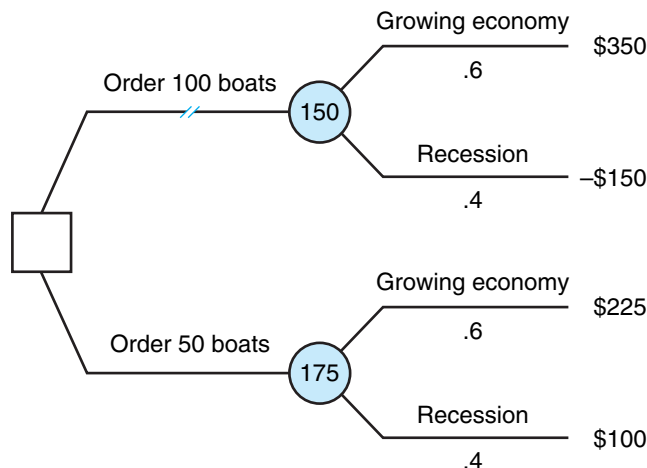 Growing economy
$350
.6
Order 100 boats
150
Recession
–$150
.4
Growing economy
$225
.6
Order 50 boats
175
Recession
$100
.4